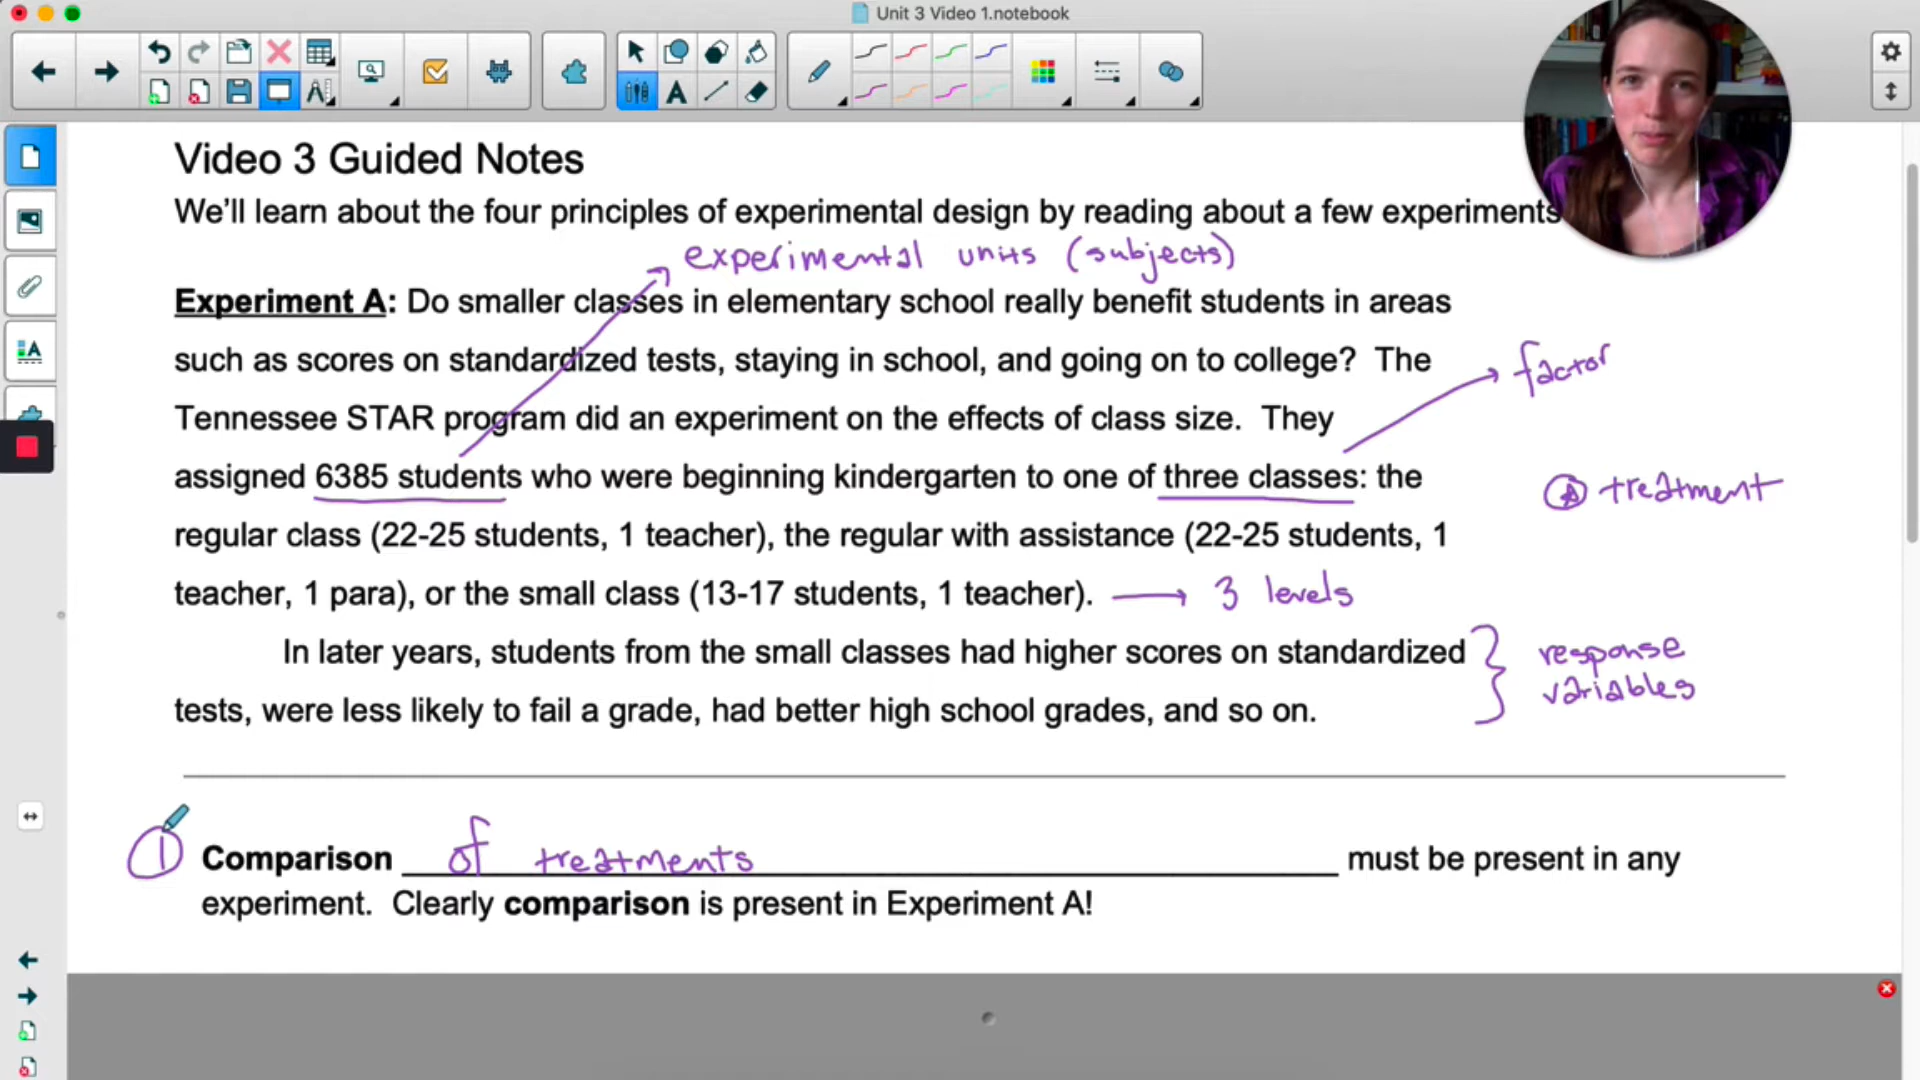 Unit 3 Video 1.notebook
Video 3 Guided Notes
We'll learn about the four principles of experimental design by reading about a few experiments
experimental units (subjects)
Experiment A: Do smaller classes in elementary school really benefit students in areas
such as scores on standardized tests, staying in school, and going on to college? The
factor
Tennessee STAR program did an experiment on the effects of class size. They
assigned 6385 students who were beginning kindergarten to one of three classes: the
treatment
regular class (22-25 students, 1 teacher), the regular with assistance (22-25 students, 1
teacher, 1 para), or the small class (13-17 students, 1 teacher). → 3 levels
In later years, students from the small classes had higher scores on standardized
response
variables
tests, were less likely to fail a grade, had better high school grades, and so on.
1 Comparison of treatments must be present in any
experiment. Clearly comparison is present in Experiment A!